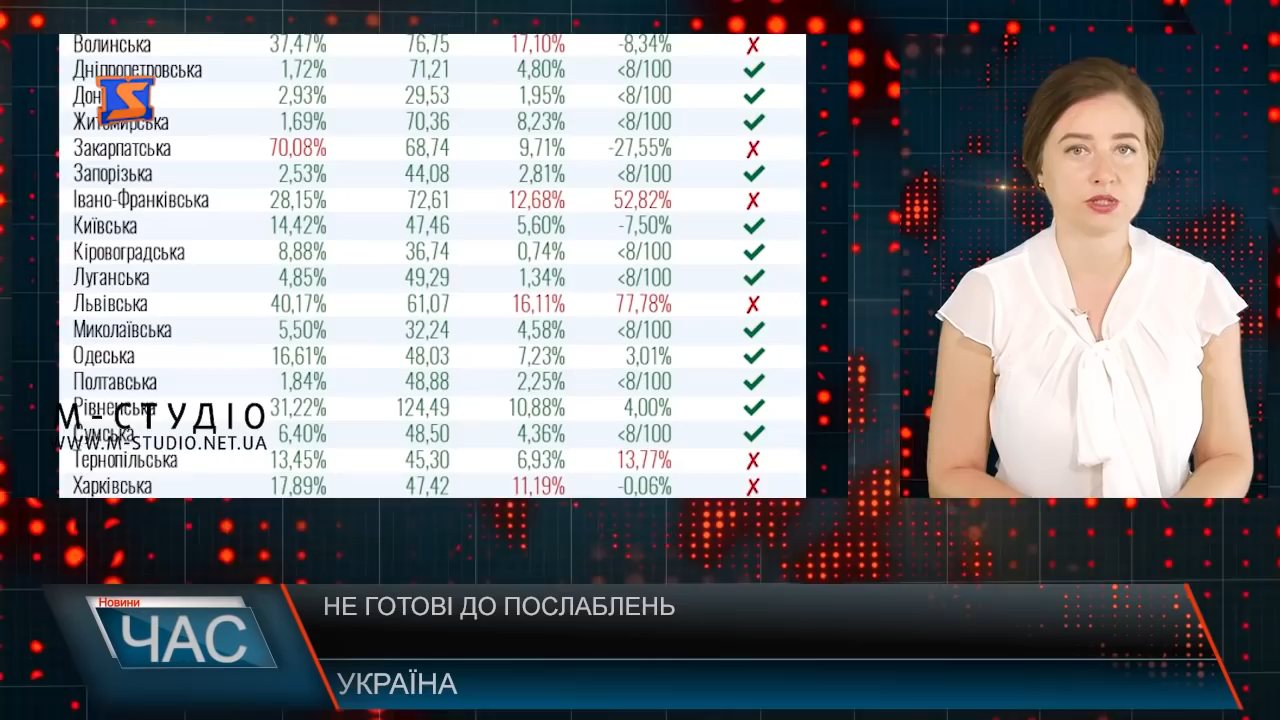 Волинська 37,47% 76,75 17,10% -8,34% ✗
Дніпропетровська 1,72% 71,21 4,80% <8/100 ✓
Дон 2,93% 29,53 1,95% <8/100 ✓
Житомирська 1,69% 70,36 8,23% <8/100 ✓
Закарпатська 70,08% 68,74 9,71% -27,55% ✗
Запорізька 2,53% 44,08 2,81% <8/100 ✓
Івано-Франківська 28,15% 72,61 12,68% 52,82% ✗
Київська 14,42% 47,46 5,60% -7,50% ✓
Кіровоградська 8,88% 36,74 0,74% <8/100 ✓
Луганська 4,85% 49,29 1,34% <8/100 ✓
Львівська 40,17% 61,07 16,11% 77,78% ✗
Миколаївська 5,50% 32,24 4,58% <8/100 ✓
Одеська 16,61% 48,03 7,23% 3,01% ✓
Полтавська 1,84% 48,88 2,25% <8/100 ✓
Рівненська 31,22% 124,49 10,88% 4,00% ✓
М-СТУДІО
Сумська 6,40% 48,50 4,36% <8/100 ✓
WWW.M-STUDIO.NET.UA
Тернопільська 13,45% 45,30 6,93% 13,77% ✗
Харківська 17,89% 47,42 11,19% -0,06% ✗
Новини
ЧАС
НЕ ГОТОВІ ДО ПОСЛАБЛЕНЬ
УКРАЇНА